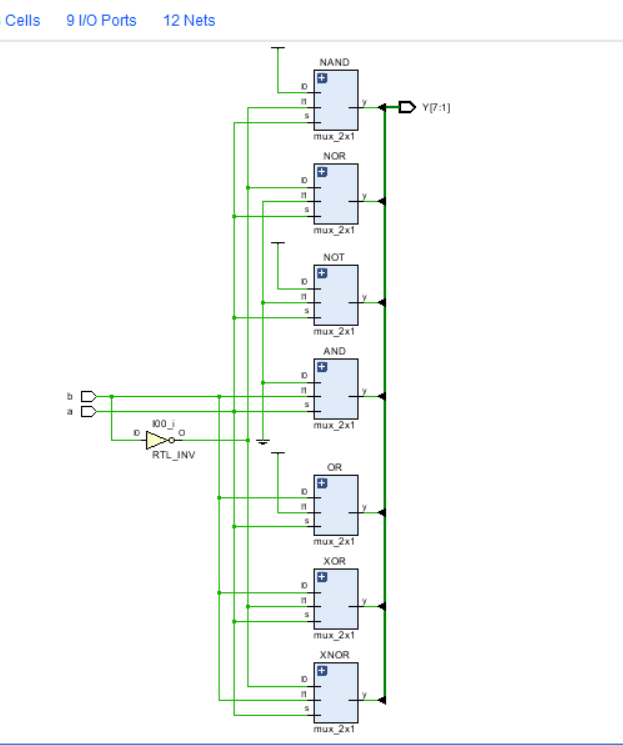 Cells 9 I/O Ports 12 Nets
NAND
I0
I1
s
y
mux_2x1
Y[7:1]
NOR
I0
I1
s
y
mux_2x1
NOT
I0
I1
s
y
mux_2x1
AND
I0
I1
s
y
mux_2x1
b
a
I00_i
I0
O
RTL_INV
OR
I0
I1
s
y
mux_2x1
XOR
I0
I1
s
y
mux_2x1
XNOR
I0
I1
s
y
mux_2x1